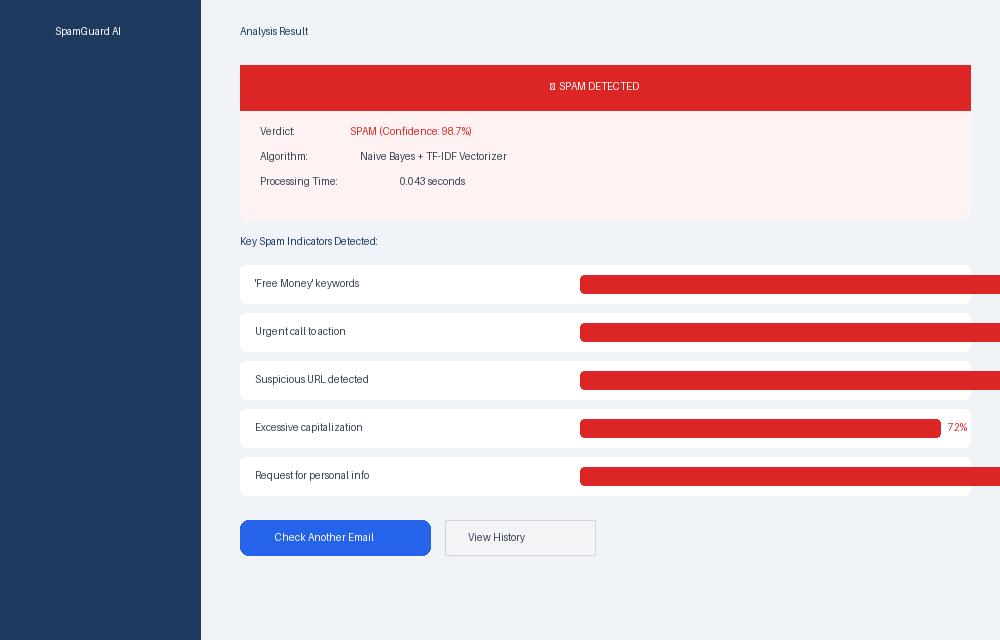 SpamGuard AI
Analysis Result
SPAM DETECTED
Verdict: SPAM (Confidence: 98.7%)
Algorithm: Naive Bayes + TF-IDF Vectorizer
Processing Time: 0.043 seconds
Key Spam Indicators Detected:
'Free Money' keywords
Urgent call to action
Suspicious URL detected
Excessive capitalization 72%
Request for personal info
Check Another Email View History